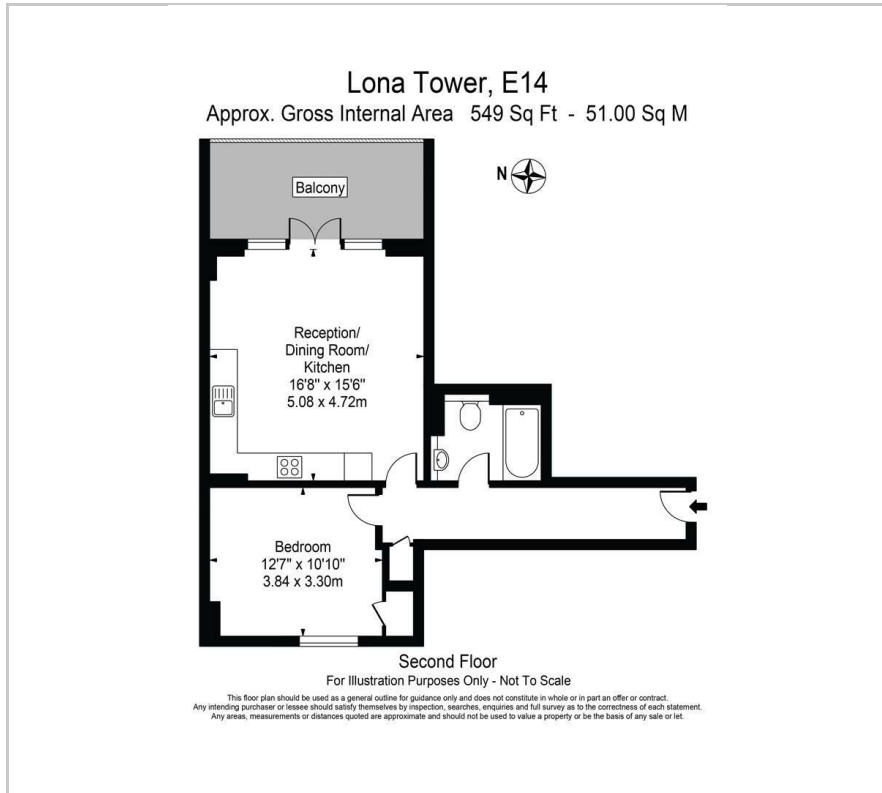 Lona Tower, E14
Approx. Gross Internal Area 549 Sq Ft - 51.00 Sq M
N
Balcony
Reception/
Dining Room/
Kitchen
16'8" x 15'6"
5.08 x 4.72m
Bedroom
12'7" x 10'10"
3.84 x 3.30m
Second Floor
For Illustration Purposes Only - Not To Scale
This floor plan should be used as a general outline for guidance only and does not constitute in whole or in part an offer or contract.
Any intending purchaser or lessee should satisfy themselves by inspection, searches, enquiries and full survey as to the correctness of each statement.
Any areas, measurements or distances quoted are approximate and should not be used to value a property or be the basis of any sale or let.